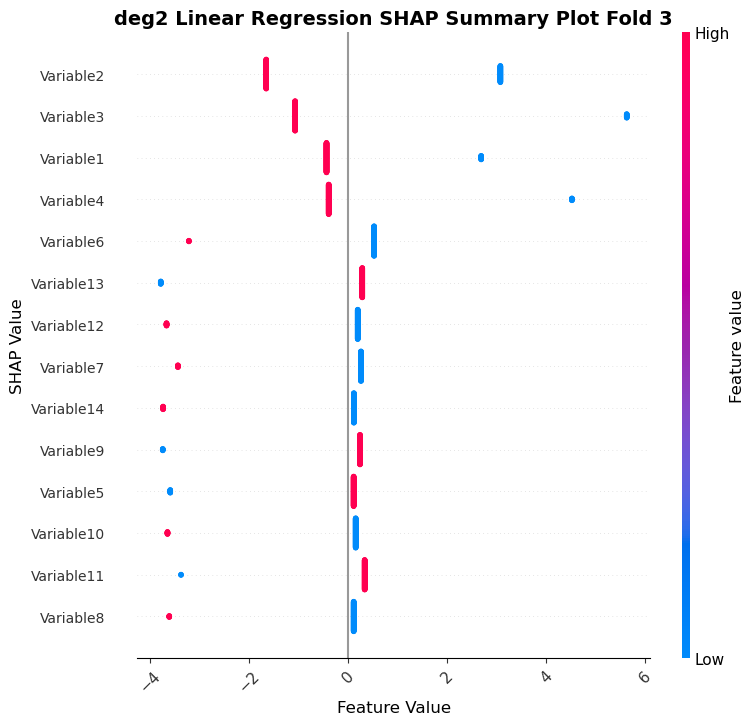 deg2 Linear Regression SHAP Summary Plot Fold 3
High
Variable2
Variable3
Variable1
Variable4
Variable6
Variable13
Variable12
Variable7
Variable14
Variable9
Variable5
Variable10
Variable11
Variable8
SHAP Value
Feature value
Low
−4
−2
0
2
4
6
Feature Value